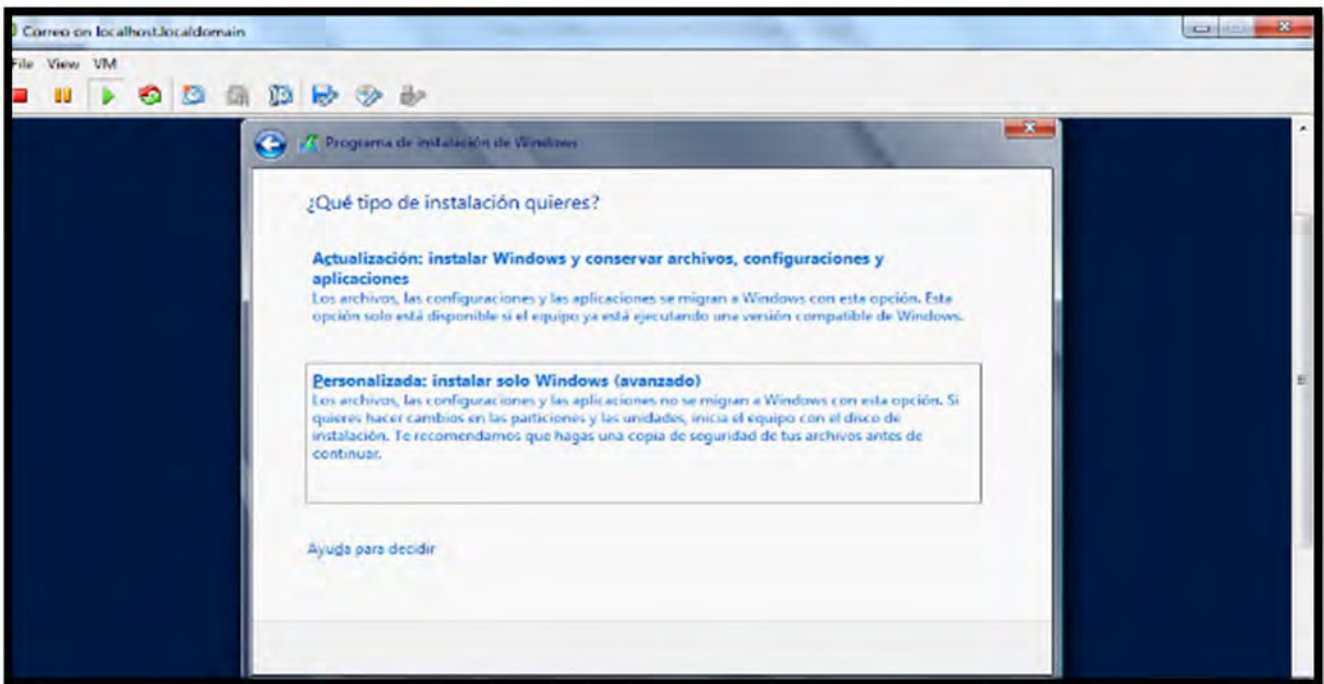 Correo on localhost.localdomain
File View VM
Programa de instalación de Windows
¿Qué tipo de instalación quieres?
Actualización: instalar Windows y conservar archivos, configuraciones y
aplicaciones
Los archivos, las configuraciones y las aplicaciones se migran a Windows con esta opción. Esta
opción solo está disponible si el equipo ya está ejecutando una versión compatible de Windows.
Personalizada: instalar solo Windows (avanzado)
Los archivos, las configuraciones y las aplicaciones no se migran a Windows con esta opción. Si
quieres hacer cambios en las particiones y las unidades, inicia el equipo con el disco de
instalación. Te recomendamos que hagas una copia de seguridad de tus archivos antes de
continuar.
Ayuda para decidir